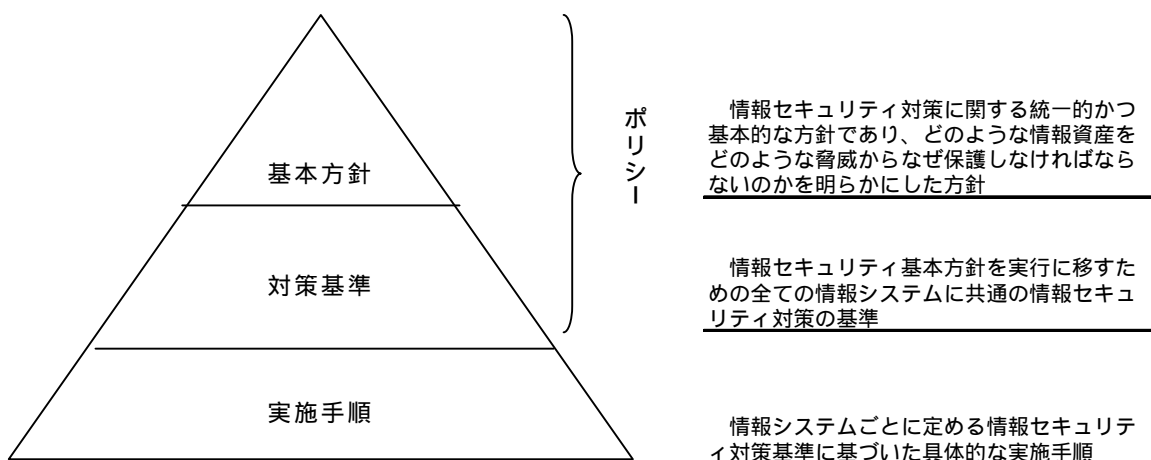 基本方針
対策基準
実施手順
ポリシー
情報セキュリティ対策に関する統一的かつ
基本的な方針であり、どのような情報資産を
どのような脅威からなぜ保護しなければなら
ないのかを明らかにした方針
情報セキュリティ基本方針を実行に移すた
めの全ての情報システムに共通の情報セキュ
リティ対策の基準
情報システムごとに定める情報セキュリテ
ィ対策基準に基づいた具体的な実施手順